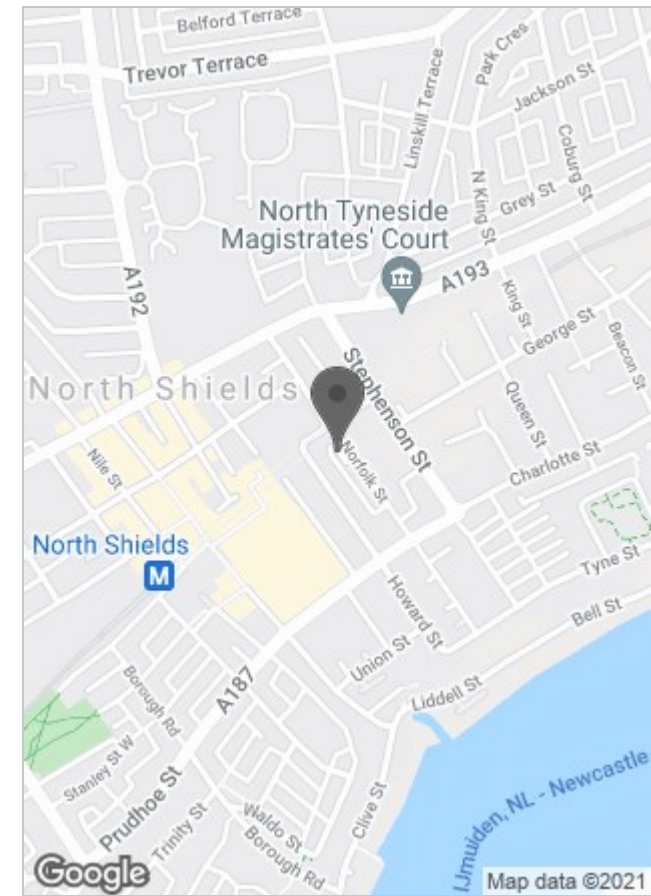 Belford Terrace
Trevor Terrace
Park Cres
Jackson St
Linskill Terrace
Coburg St
N King St
Grey St
North Tyneside
Magistrates' Court
A193
A192
King St
George St
Beacon St
Stephenson St
North Shields
Queen St
Nile St
Norfolk St
Charlotte St
North Shields
M
Tyne St
Howard St
Bell St
Union St
Liddell St
A187
Borough Rd
Stanley St W
Prudhoe St
Trinity St
Waldo St
Borough Rd
Clive St
IJmuiden, NL - Newcastle
Google
Map data ©2021